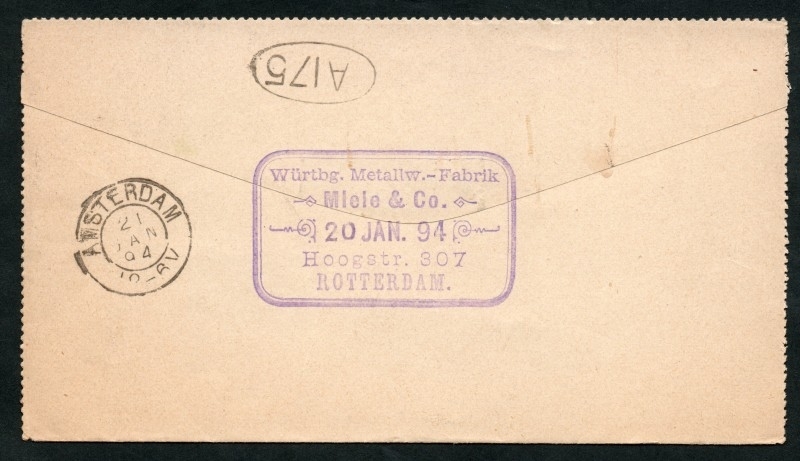 A175
Würtbg. Metallw.-Fabrik
Miele & Co.
20 JAN. 94
Hoogstr. 307
ROTTERDAM.
AMSTERDAM
21
JAN
94